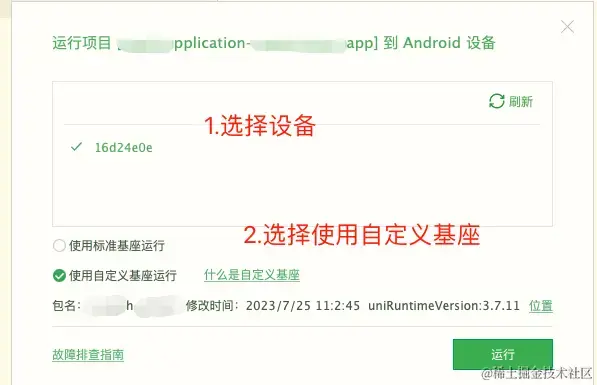 运行项目 [pplication-app] 到 Android 设备
刷新
1.选择设备
16d24e0e
2.选择使用自定义基座
使用标准基座运行
使用自定义基座运行 什么是自定义基座
包名: h 修改时间: 2023/7/25 11:2:45 uniRuntimeVersion:3.7.11 位置
故障排查指南 运行
@稀土掘金技术社区